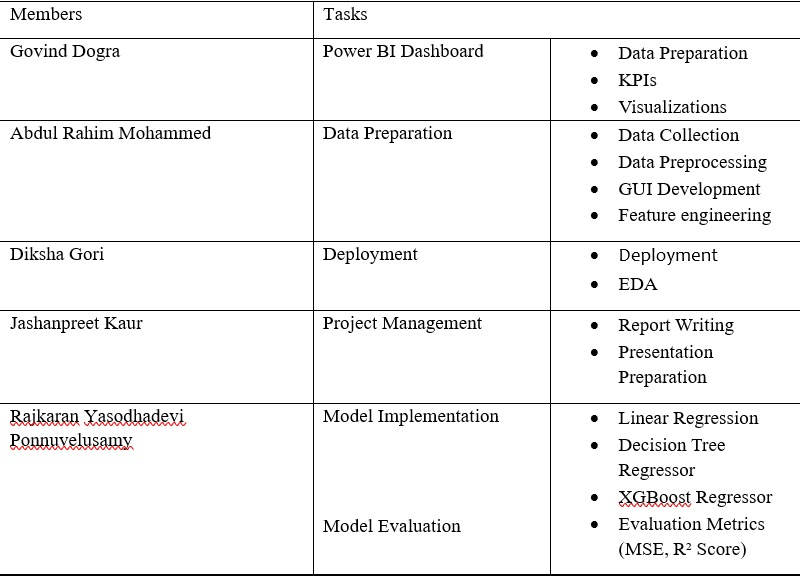 Members Tasks
Govind Dogra Power BI Dashboard • Data Preparation
• KPIs
• Visualizations
Abdul Rahim Mohammed Data Preparation • Data Collection
• Data Preprocessing
• GUI Development
• Feature engineering
Diksha Gori Deployment • Deployment
• EDA
Jashanpreet Kaur Project Management • Report Writing
• Presentation
Preparation
Rajkaran Yasodhadevi Model Implementation • Linear Regression
Ponnuvelusamy • Decision Tree
Regressor
• XGBoost Regressor
Model Evaluation • Evaluation Metrics
(MSE, R² Score)